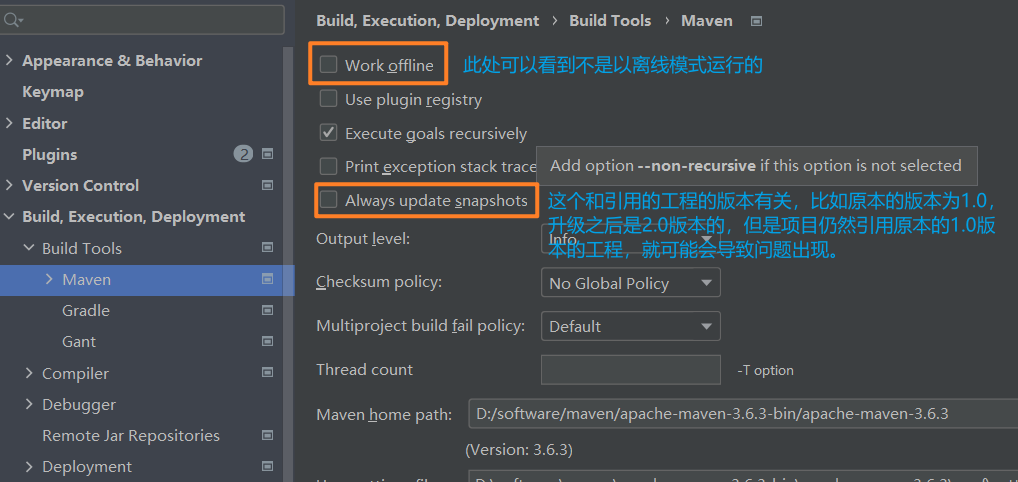 Build, Execution, Deployment › Build Tools › Maven
Appearance & Behavior
Keymap
Editor
Plugins 2
Version Control
Build, Execution, Deployment
Build Tools
Maven
Gradle
Gant
Compiler
Debugger
Remote Jar Repositories
Deployment
Work offline 此处可以看到不是以离线模式运行的
Use plugin registry
Execute goals recursively
Print exception stack trace
Add option --non-recursive if this option is not selected
Always update snapshots
这个和引用的工程的版本有关，比如原本的版本为1.0，
升级之后是2.0版本的，但是项目仍然引用原本的1.0版
本的工程，就可能会导致问题出现。
Output level: Info
Checksum policy: No Global Policy
Multiproject build fail policy: Default
Thread count -T option
Maven home path: D:/software/maven/apache-maven-3.6.3-bin/apache-maven-3.6.3
(Version: 3.6.3)